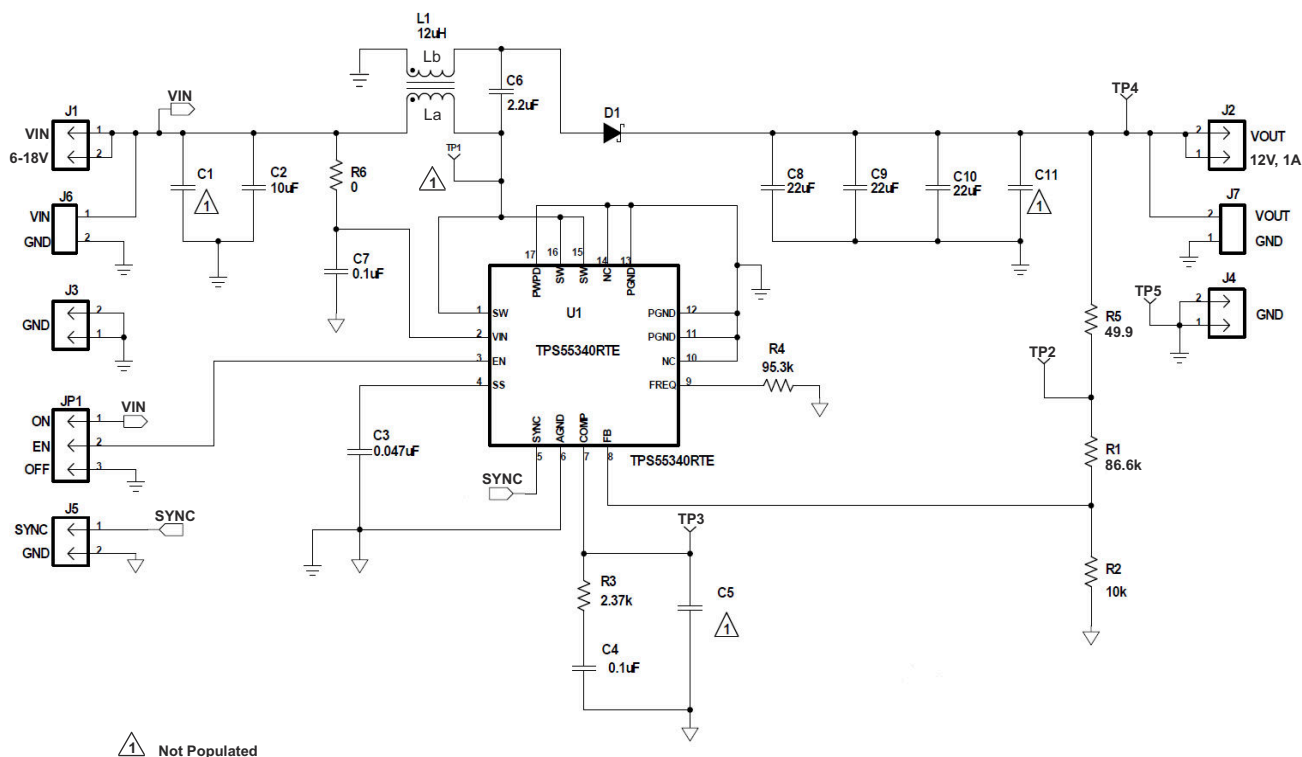 L1
12uH
Lb
La
C6
2.2uF
D1
TP4
VIN
J1
VIN
1
2
6-18V
J2
2
1
VOUT
12V, 1A
TP1
1
C1
1
C2
10uF
R6
0
C8
22uF
C9
22uF
C10
22uF
C11
1
J6
VIN
1
GND
2
J7
2
VOUT
1
GND
C7
0.1uF
17
16
15
14
13
PWPD
SW
SW
NC
PGND
J3
GND
2
1
1
SW
U1
PGND
12
2
VIN
PGND
11
TPS55340RTE
3
EN
NC
10
4
SS
FREQ
9
R4
95.3k
TP5
J4
2
1
GND
R5
49.9
TP2
JP1
VIN
ON
1
EN
2
OFF
3
C3
0.047uF
SYNC
AGND
COMP
FB
5
6
7
8
TPS55340RTE
SYNC
R1
86.6k
J5
SYNC
1
SYNC
GND
2
TP3
R3
2.37k
C5
1
R2
10k
C4
0.1uF
1
Not Populated